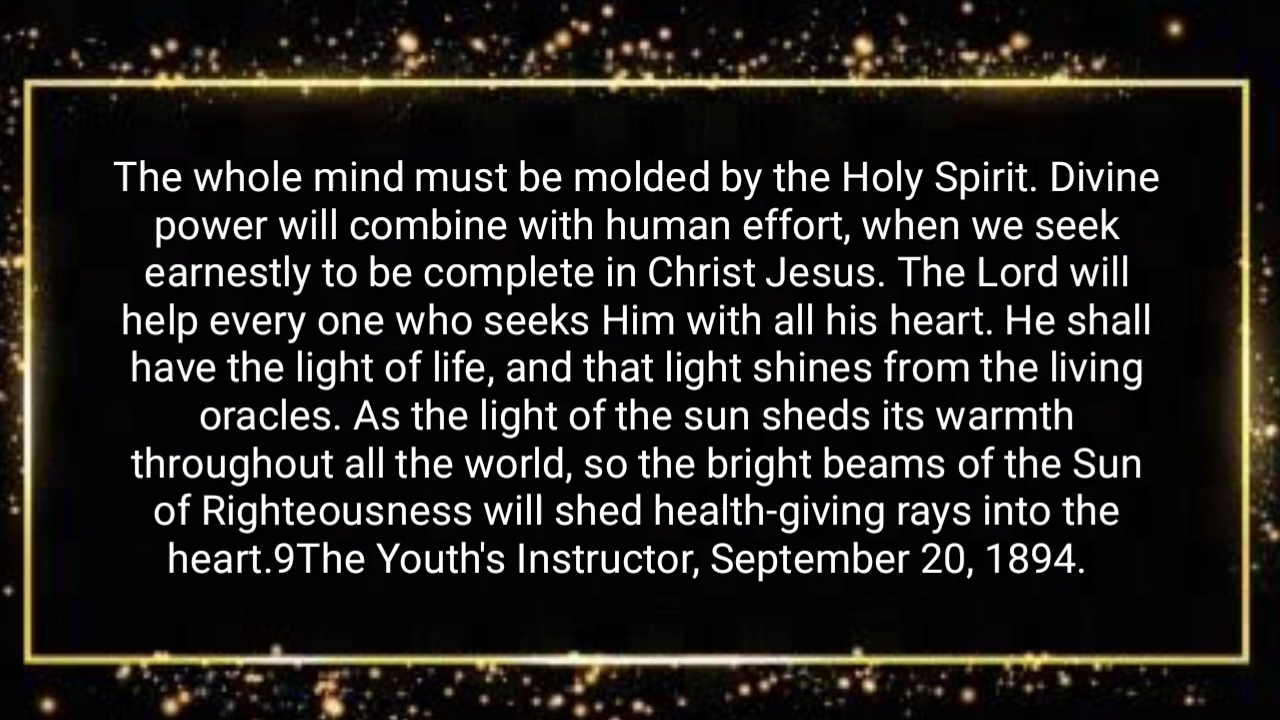 The whole mind must be molded by the Holy Spirit. Divine
power will combine with human effort, when we seek
earnestly to be complete in Christ Jesus. The Lord will
help every one who seeks Him with all his heart. He shall
have the light of life, and that light shines from the living
oracles. As the light of the sun sheds its warmth
throughout all the world, so the bright beams of the Sun
of Righteousness will shed health-giving rays into the
heart.9The Youth's Instructor, September 20, 1894.